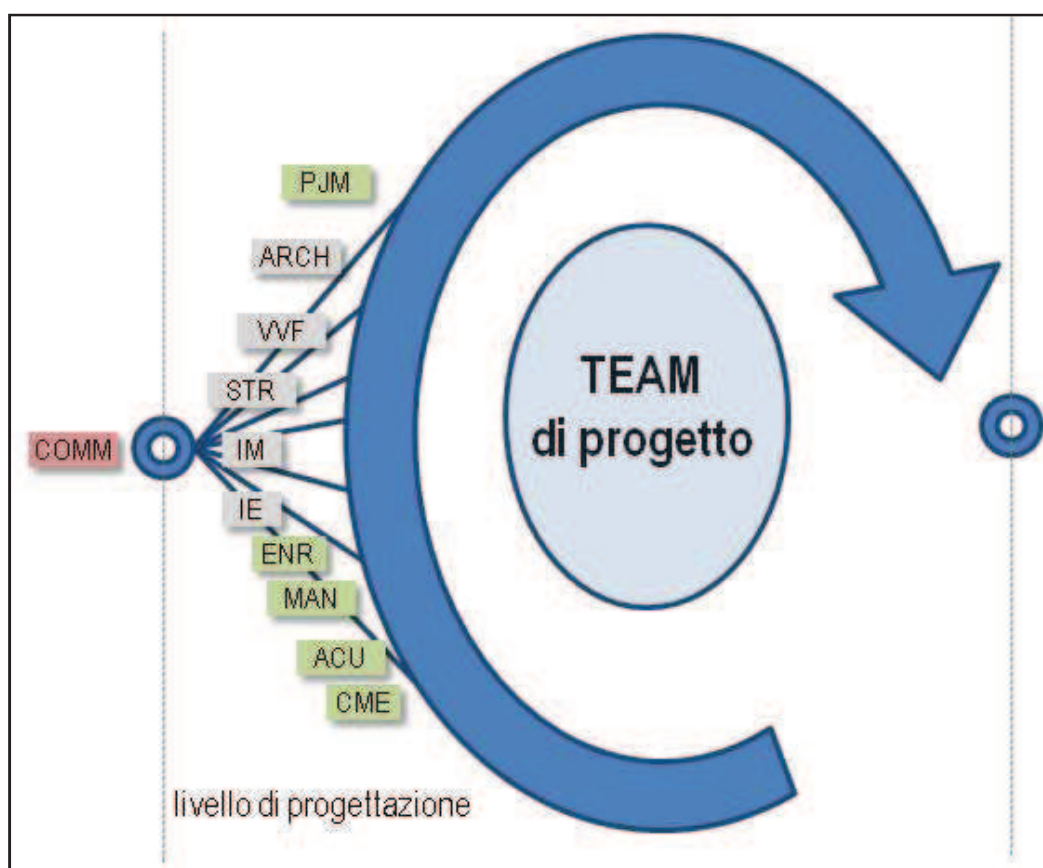 PJM
ARCH
VVF
STR
COMM
IM
IE
ENR
MAN
ACU
CME
TEAM
di progetto
livello di progettazione